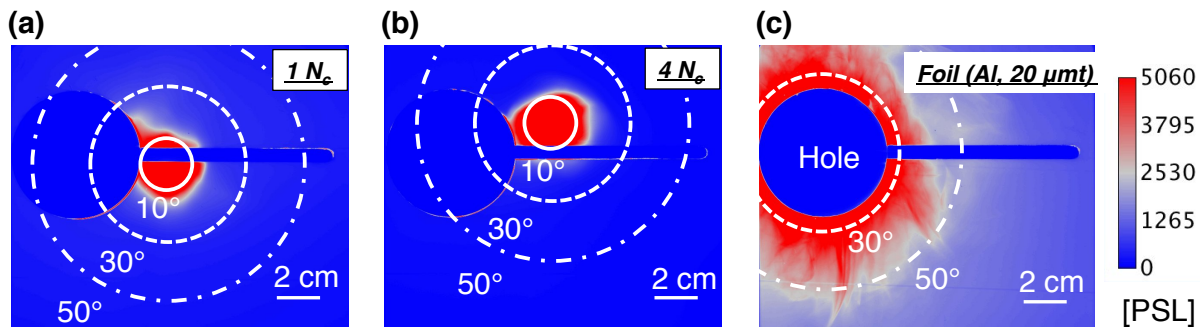 (a)
1 N_c
10°
30°
50°
2 cm
(b)
4 N_c
10°
30°
50°
2 cm
(c)
Foil (Al, 20 μmt)
Hole
30°
50°
2 cm
5060
3795
2530
1265
0
[PSL]